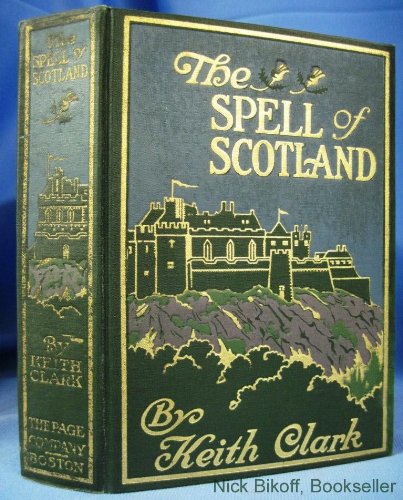 The
SPELL of
SCOTLAND
By
Keith Clark
The
SPELL of
SCOTLAND
By
KEITH
CLARK
THE PAGE
COMPANY
BOSTON
Nick Bikoff, Bookseller